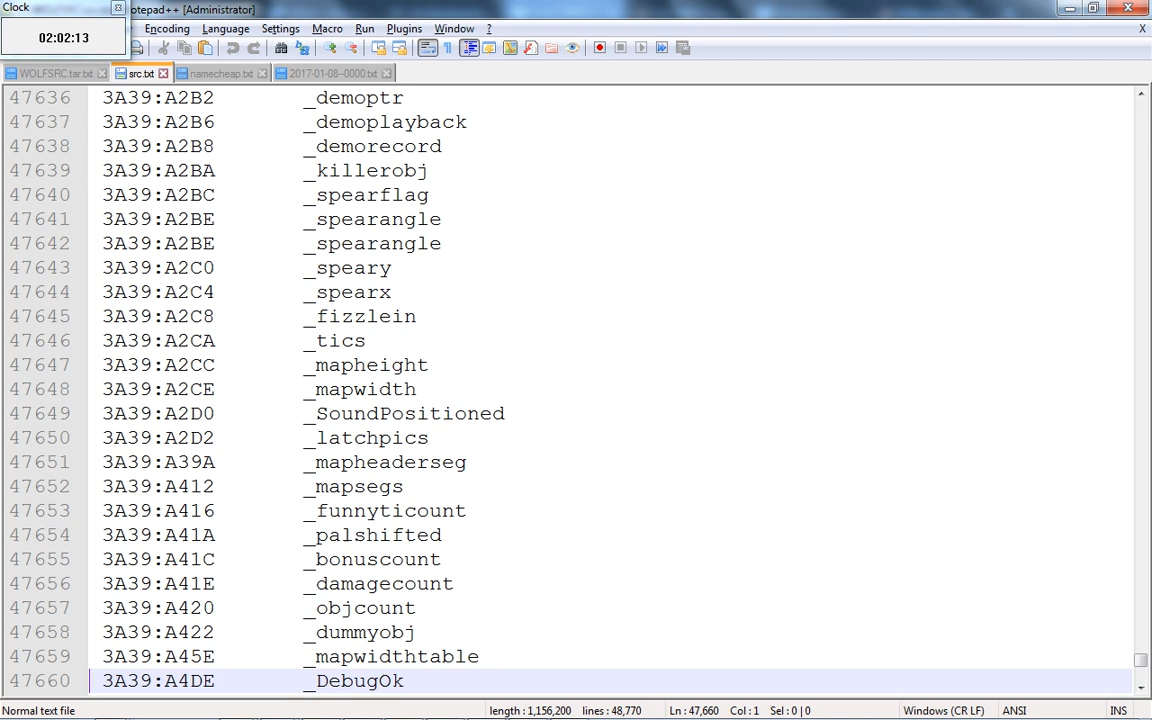 Clock
otepad++ [Administrator]
02:02:13
Encoding Language Settings Macro Run Plugins Window ? X
WOLFSRC.tar.txt src.txt namecheap.txt 2017-01-08--0000.txt
47636 3A39:A2B2 _demoptr
47637 3A39:A2B6 _demoplayback
47638 3A39:A2B8 _demorecord
47639 3A39:A2BA _killerobj
47640 3A39:A2BC _spearflag
47641 3A39:A2BE _spearangle
47642 3A39:A2BE _spearangle
47643 3A39:A2C0 _speary
47644 3A39:A2C4 _spearx
47645 3A39:A2C8 _fizzlein
47646 3A39:A2CA _tics
47647 3A39:A2CC _mapheight
47648 3A39:A2CE _mapwidth
47649 3A39:A2D0 _SoundPositioned
47650 3A39:A2D2 _latchpics
47651 3A39:A39A _mapheaderseg
47652 3A39:A412 _mapsegs
47653 3A39:A416 _funnyticount
47654 3A39:A41A _palshifted
47655 3A39:A41C _bonuscount
47656 3A39:A41E _damagecount
47657 3A39:A420 _objcount
47658 3A39:A422 _dummyobj
47659 3A39:A45E _mapwidthtable
47660 3A39:A4DE _DebugOk
Normal text file length : 1,156,200 lines : 48,770 Ln : 47,660 Col : 1 Sel : 0 | 0 Windows (CR LF) ANSI INS